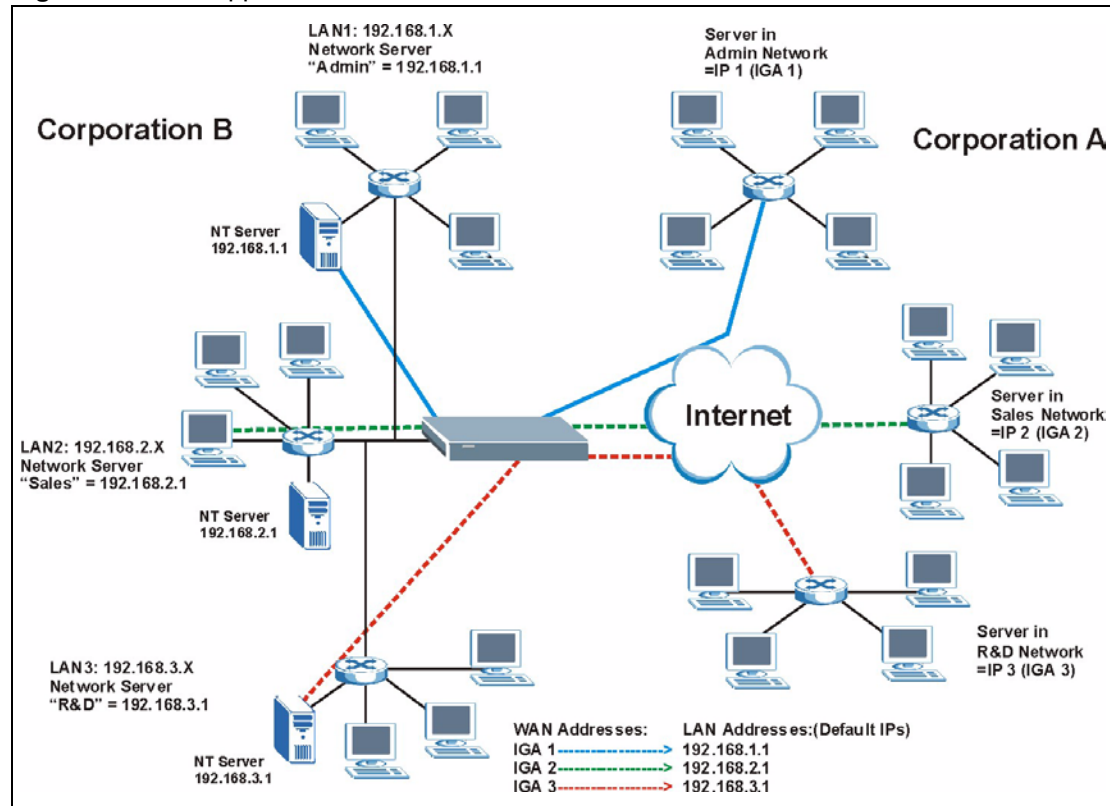 LAN1: 192.168.1.X
Network Server
“Admin” = 192.168.1.1
Server in
Admin Network
=IP 1 (IGA 1)
Corporation B
Corporation A
NT Server
192.168.1.1
Internet
Server in
Sales Network
=IP 2 (IGA 2)
LAN2: 192.168.2.X
Network Server
“Sales” = 192.168.2.1
NT Server
192.168.2.1
Server in
R&D Network
=IP 3 (IGA 3)
LAN3: 192.168.3.X
Network Server
“R&D” = 192.168.3.1
NT Server
192.168.3.1
WAN Addresses: LAN Addresses:(Default IPs)
IGA 1 192.168.1.1
IGA 2 192.168.2.1
IGA 3 192.168.3.1